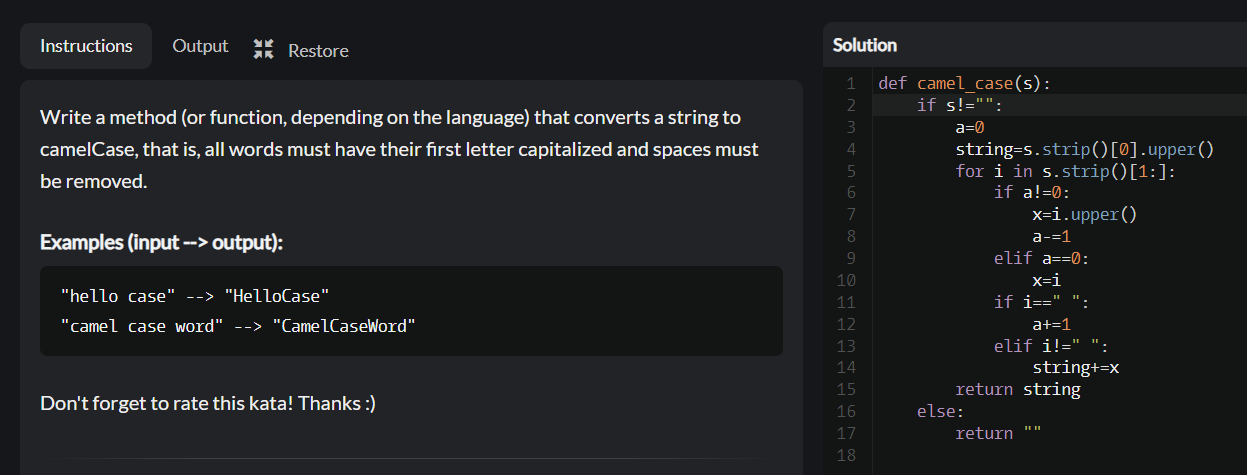 Instructions
Output
Restore
Write a method (or function, depending on the language) that converts a string to
camelCase, that is, all words must have their first letter capitalized and spaces must
be removed.
Examples (input --> output):
"hello case" --> "HelloCase"
"camel case word" --> "CamelCaseWord"
Don't forget to rate this kata! Thanks :)
Solution
1 def camel_case(s):
2     if s!="":
3         a=0
4         string=s.strip()[0].upper()
5         for i in s.strip()[1:]:
6             if a!=0:
7                 x=i.upper()
8                 a-=1
9             elif a==0:
10                 x=i
11             if i==" ":
12                 a+=1
13             elif i!=" ":
14                 string+=x
15         return string
16     else:
17         return ""
18